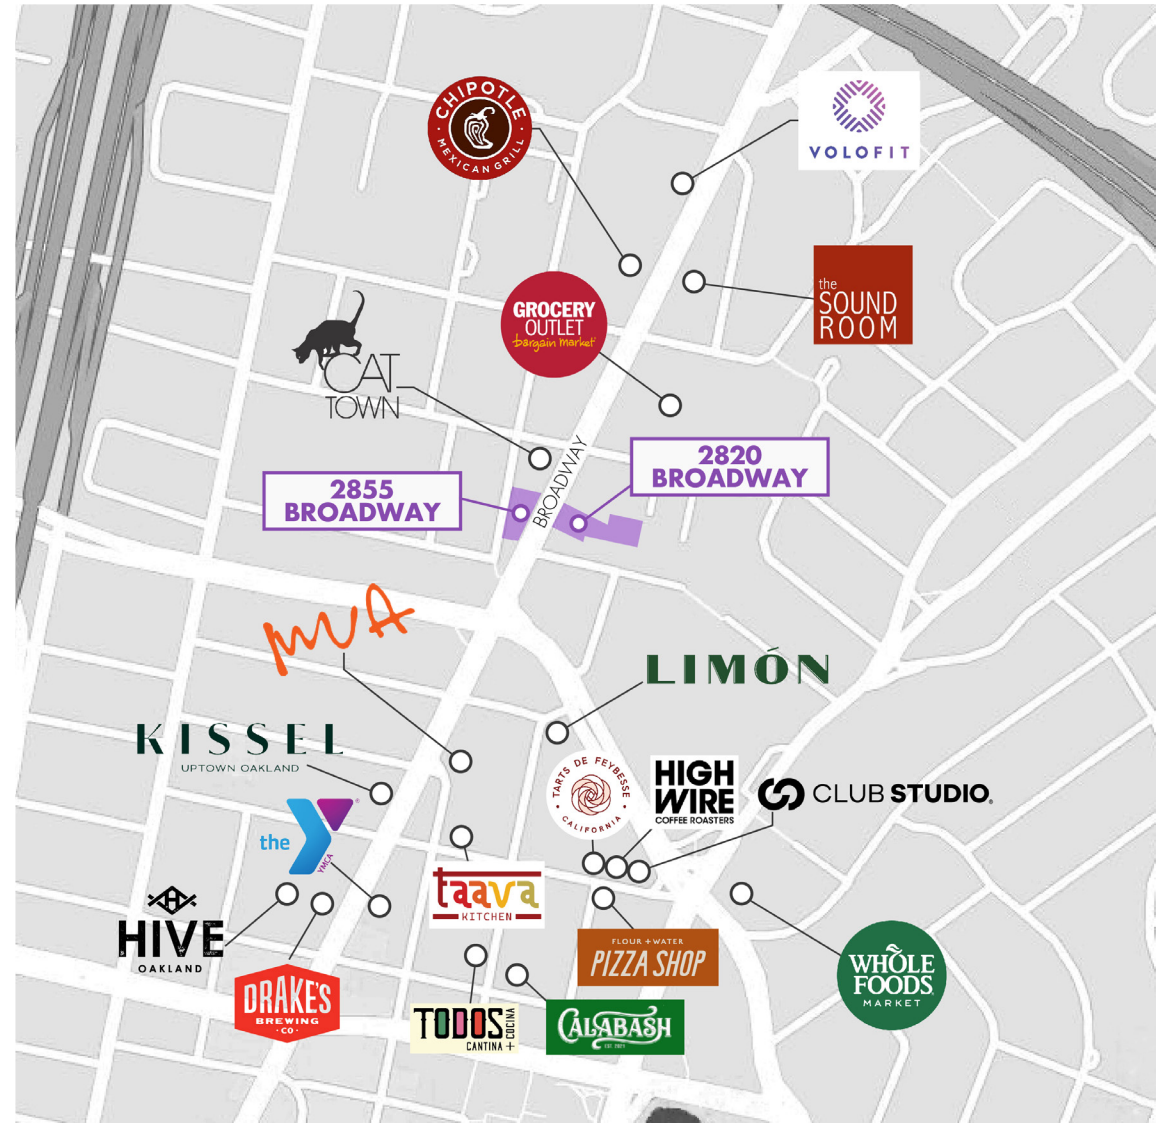 CHIPOTLE
MEXICAN GRILL
VOLOFIT
the
SOUND
ROOM
GROCERY
OUTLET
bargain market
CAT
TOWN
BROADWAY
2820
BROADWAY
2855
BROADWAY
MUA
LIMÓN
KISSEL
UPTOWN OAKLAND
TARTS DE FEYBESSE
CALIFORNIA
HIGH
WIRE
COFFEE ROASTERS
CLUB STUDIO
the Y
YMCA
taava
KITCHEN
HIVE
OAKLAND
FLOUR + WATER
PIZZA SHOP
WHOLE
FOODS
MARKET
DRAKE'S
BREWING
CO
TODOS
CANTINA + COCINA
CALABASH